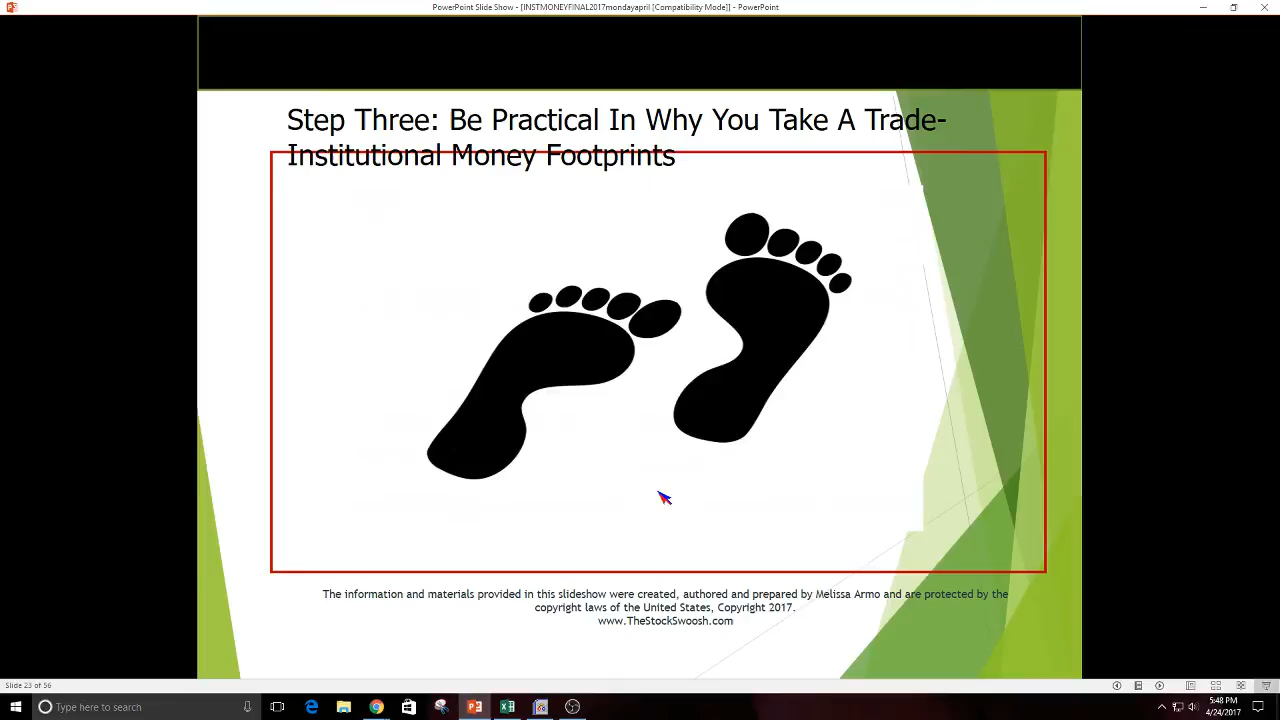 PowerPoint Slide Show - [INSTMONEYFINAL2017mondayapril [Compatibility Mode]] - PowerPoint
Step Three: Be Practical In Why You Take A Trade-
Institutional Money Footprints
The information and materials provided in this slideshow were created, authored and prepared by Melissa Armo and are protected by the
copyright laws of the United States, Copyright 2017.
www.TheStockSwoosh.com
Slide 23 of 56
Type here to search
5:48 PM
4/24/2017